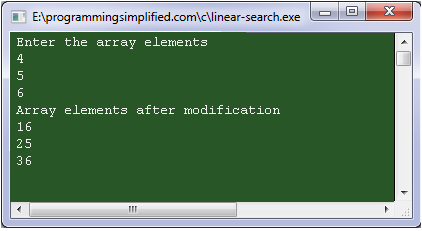 E:\programmingsimplified.com\c\linear-search.exe
Enter the array elements
4
5
6
Array elements after modification
16
25
36